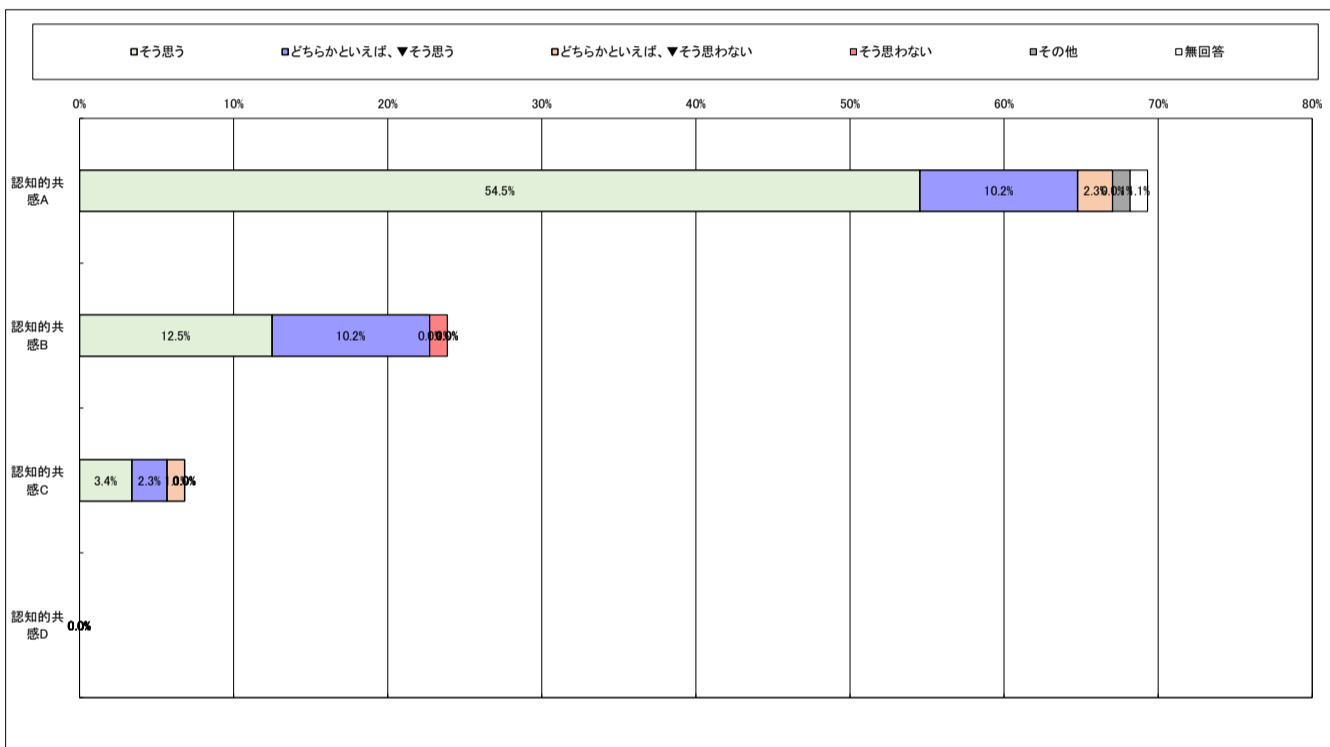 そう思う どちらかといえば、▼そう思う どちらかといえば、▼そう思わない そう思わない その他 無回答
0% 10% 20% 30% 40% 50% 60% 70% 80%
認知的共
感A
54.5% 10.2% 2.3%
認知的共
感B
12.5% 10.2%
認知的共
感C
3.4% 2.3%
認知的共
感D
0.0%